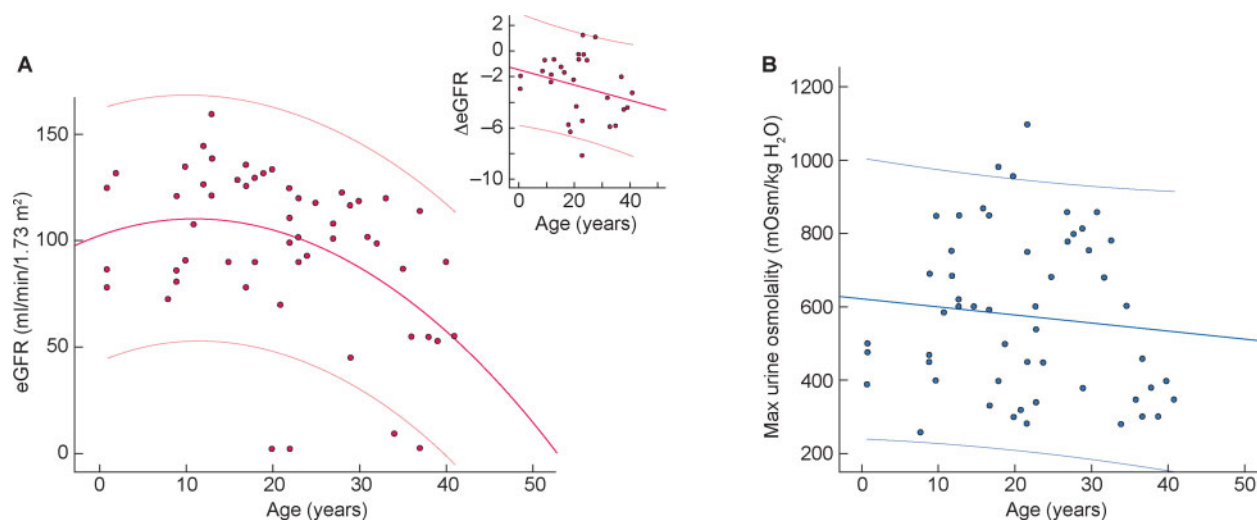 A
eGFR (ml/min/1.73 m²)
150
100
50
0
0 10 20 30 40 50
Age (years)
ΔeGFR
2
0
−2
−6
−10
0 20 40
Age (years)
B
Max urine osmolality (mOsm/kg H₂O)
1200
1000
800
600
400
200
0 10 20 30 40 50
Age (years)